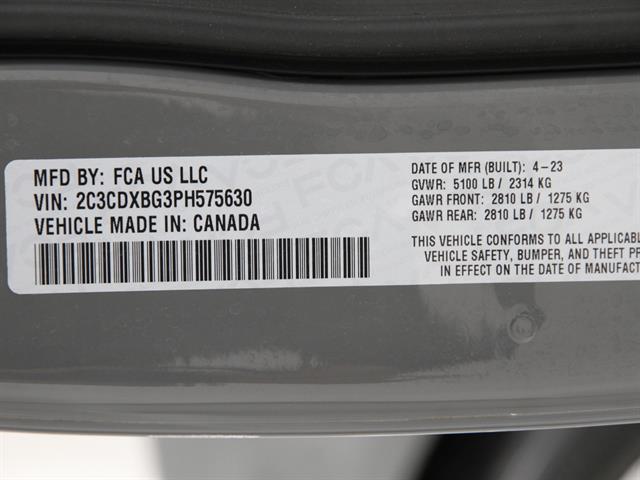 MFD BY: FCA US LLC
VIN: 2C3CDXBG3PH575630
VEHICLE MADE IN: CANADA
DATE OF MFR (BUILT): 4-23
GVWR: 5100 LB / 2314 KG
GAWR FRONT: 2810 LB / 1275 KG
GAWR REAR: 2810 LB / 1275 KG
THIS VEHICLE CONFORMS TO ALL
VEHICLE SAFETY, BUMPER, AND THEFT
IN EFFECT ON THE DATE OF